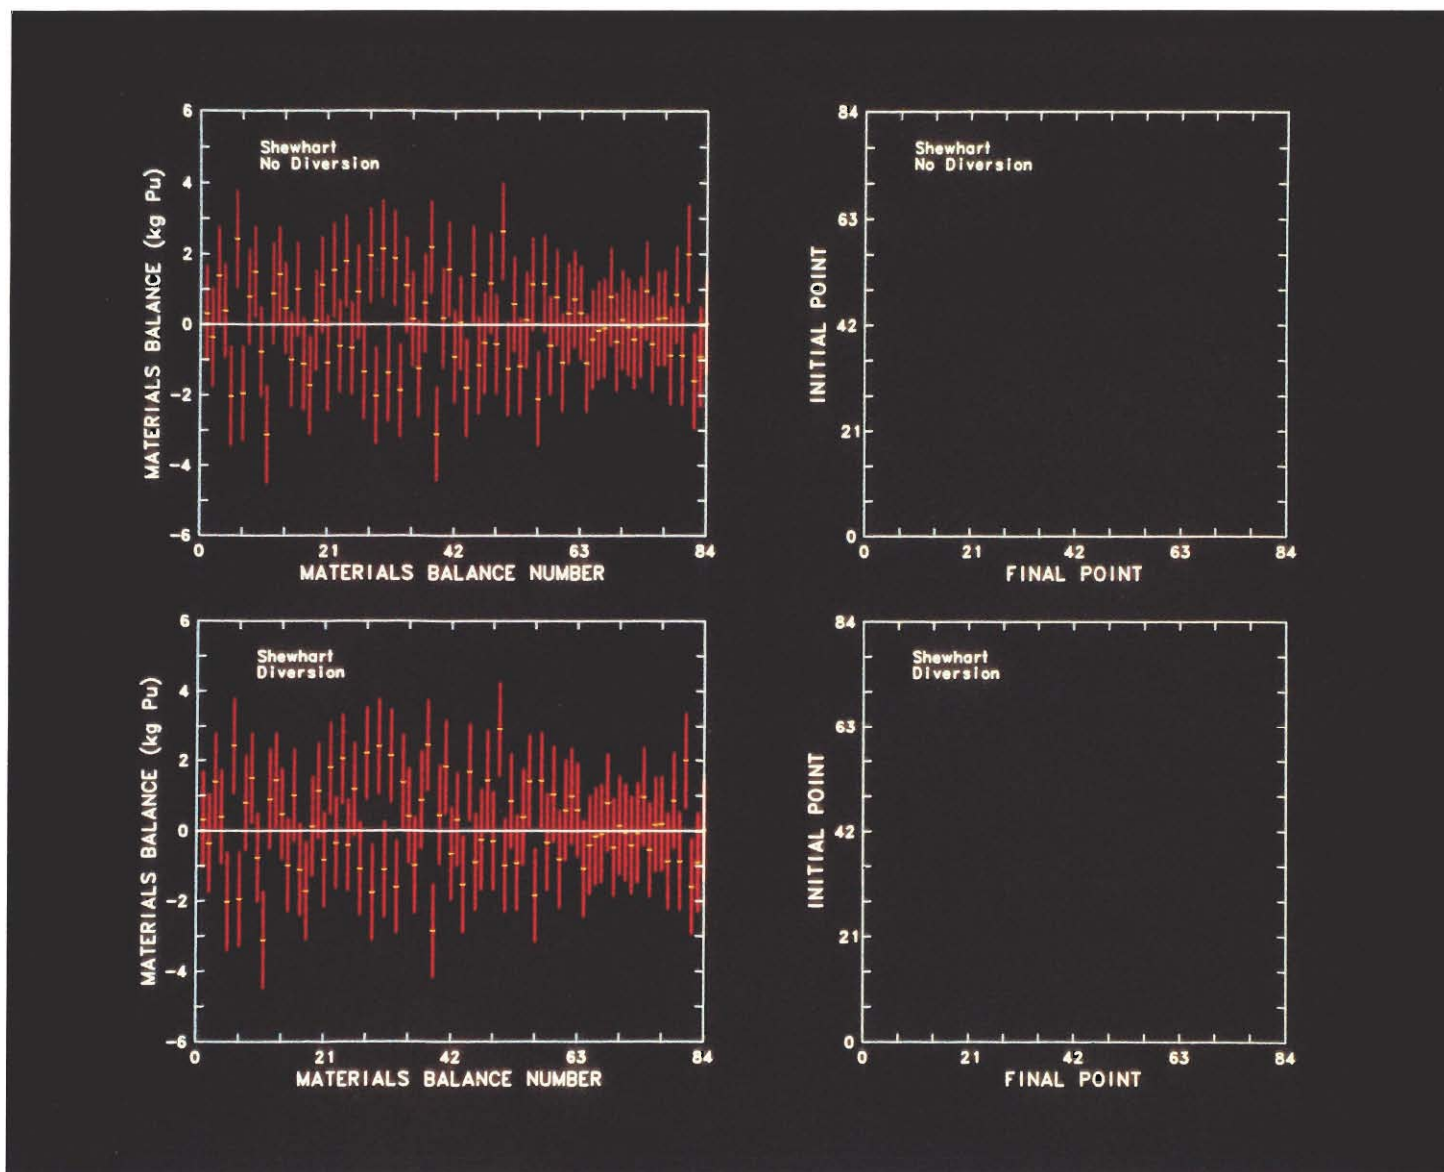 6
4
2
0
-2
-4
-6
MATERIALS BALANCE (kg Pu)
Shewhart
No Diversion
0 21 42 63 84
MATERIALS BALANCE NUMBER
84
63
42
21
0
INITIAL POINT
Shewhart
No Diversion
0 21 42 63 84
FINAL POINT
6
4
2
0
-2
-4
-6
MATERIALS BALANCE (kg Pu)
Shewhart
Diversion
0 21 42 63 84
MATERIALS BALANCE NUMBER
84
63
42
21
0
INITIAL POINT
Shewhart
Diversion
0 21 42 63 84
FINAL POINT